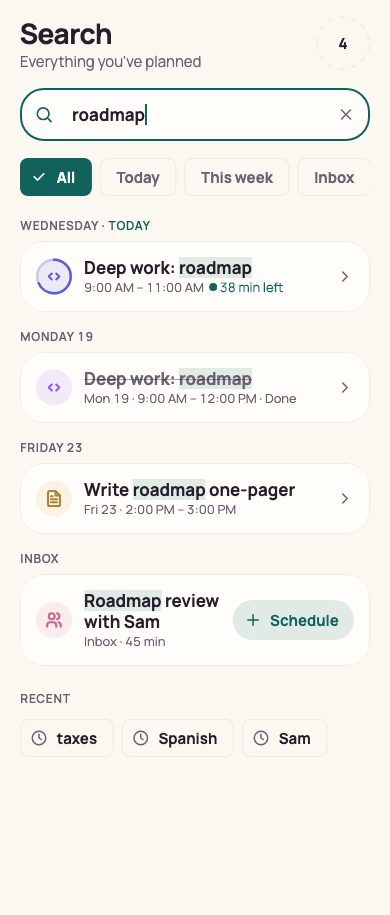 Search
Everything you've planned
4
roadmap
All
Today
This week
Inbox
WEDNESDAY · TODAY
Deep work: roadmap
9:00 AM – 11:00 AM ● 38 min left
MONDAY 19
Deep work: roadmap
Mon 19 · 9:00 AM – 12:00 PM · Done
FRIDAY 23
Write roadmap one-pager
Fri 23 · 2:00 PM – 3:00 PM
INBOX
Roadmap review
with Sam
Inbox · 45 min
Schedule
RECENT
taxes
Spanish
Sam